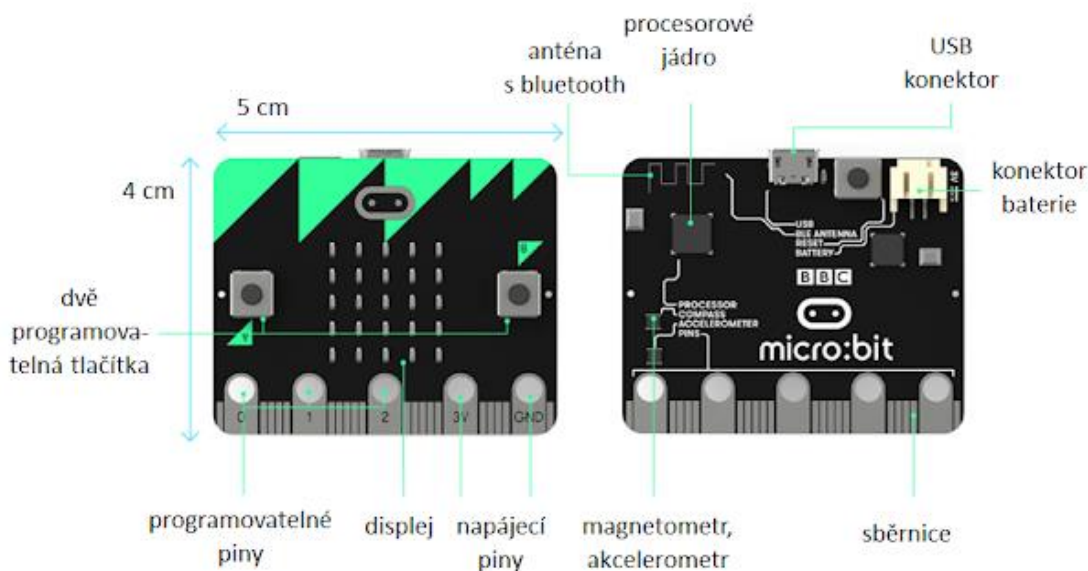 procesorové
jádro
anténa
s bluetooth
USB
konektor
5 cm
4 cm
konektor
baterie
B
A
dvě
programova-
telná tlačítka
0
1
2
3V
GND
3V
USB
BLE ANTENNA
RESET
BATTERY
BBC
PROCESSOR
COMPASS
ACCELEROMETER
PINS
micro:bit
programovatelné
piny
displej
napájecí
piny
magnetometr,
akcelerometr
sběrnice